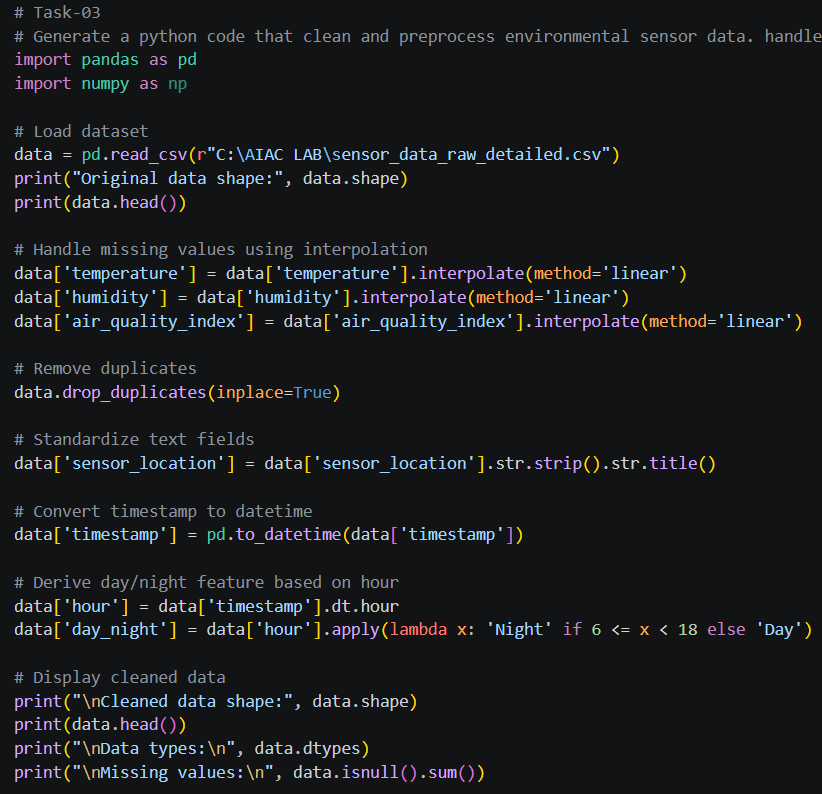 # Task-03
# Generate a python code that clean and preprocess environmental sensor data. handle
import pandas as pd
import numpy as np
# Load dataset
data = pd.read_csv(r"C:\AIAC LAB\sensor_data_raw_detailed.csv")
print("Original data shape:", data.shape)
print(data.head())
# Handle missing values using interpolation
data['temperature'] = data['temperature'].interpolate(method='linear')
data['humidity'] = data['humidity'].interpolate(method='linear')
data['air_quality_index'] = data['air_quality_index'].interpolate(method='linear')
# Remove duplicates
data.drop_duplicates(inplace=True)
# Standardize text fields
data['sensor_location'] = data['sensor_location'].str.strip().str.title()
# Convert timestamp to datetime
data['timestamp'] = pd.to_datetime(data['timestamp'])
# Derive day/night feature based on hour
data['hour'] = data['timestamp'].dt.hour
data['day_night'] = data['hour'].apply(lambda x: 'Night' if 6 <= x < 18 else 'Day')
# Display cleaned data
print("\nCleaned data shape:", data.shape)
print(data.head())
print("\nData types:\n", data.dtypes)
print("\nMissing values:\n", data.isnull().sum())